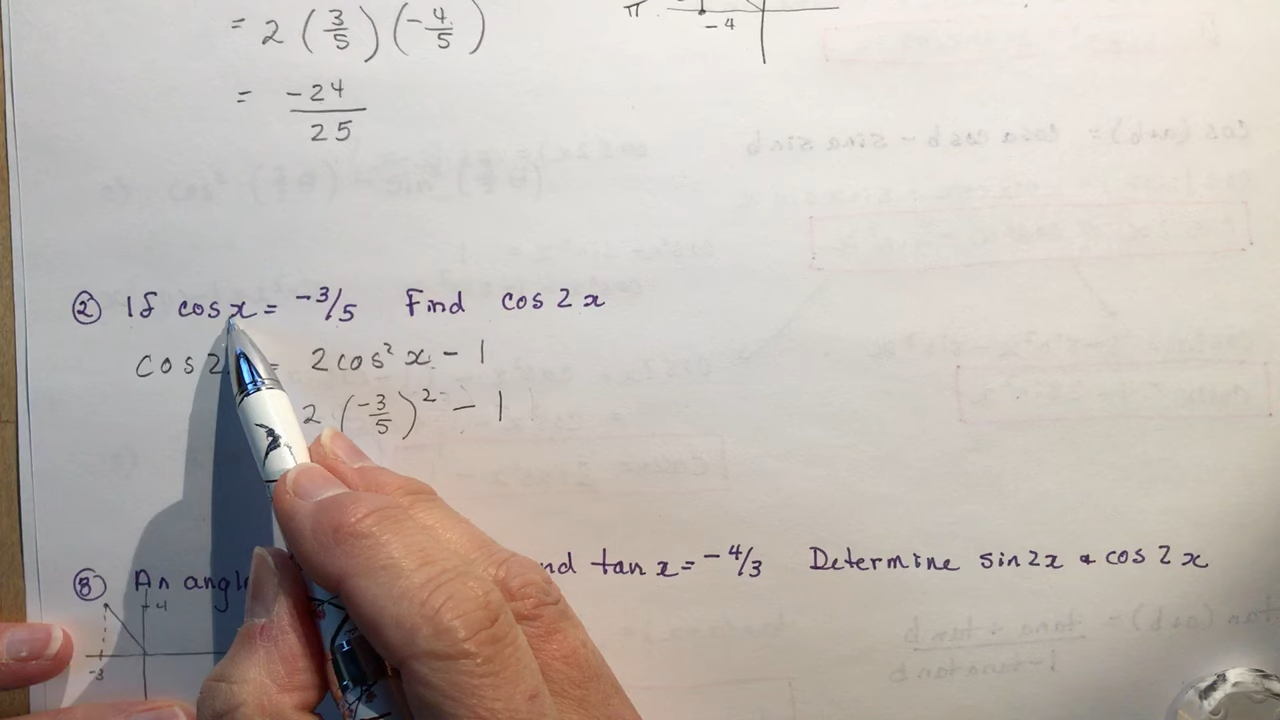 = 2 (3/5)(-4/5)
π -4
= -24/25
② If cos x = -3/5 Find cos 2x
cos 2 = 2cos² x - 1
2 (-3/5)² - 1
⑧ An angl nd tan x = -4/3 Determine sin 2x & cos 2x
4
-3